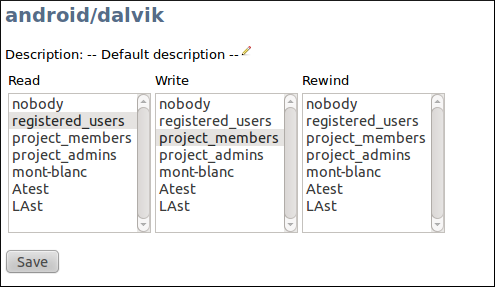 android/dalvik
Description: -- Default description --
Read Write Rewind
nobody nobody nobody
registered_users registered_users registered_users
project_members project_members project_members
project_admins project_admins project_admins
mont-blanc mont-blanc mont-blanc
Atest Atest Atest
LAst LAst LAst
Save